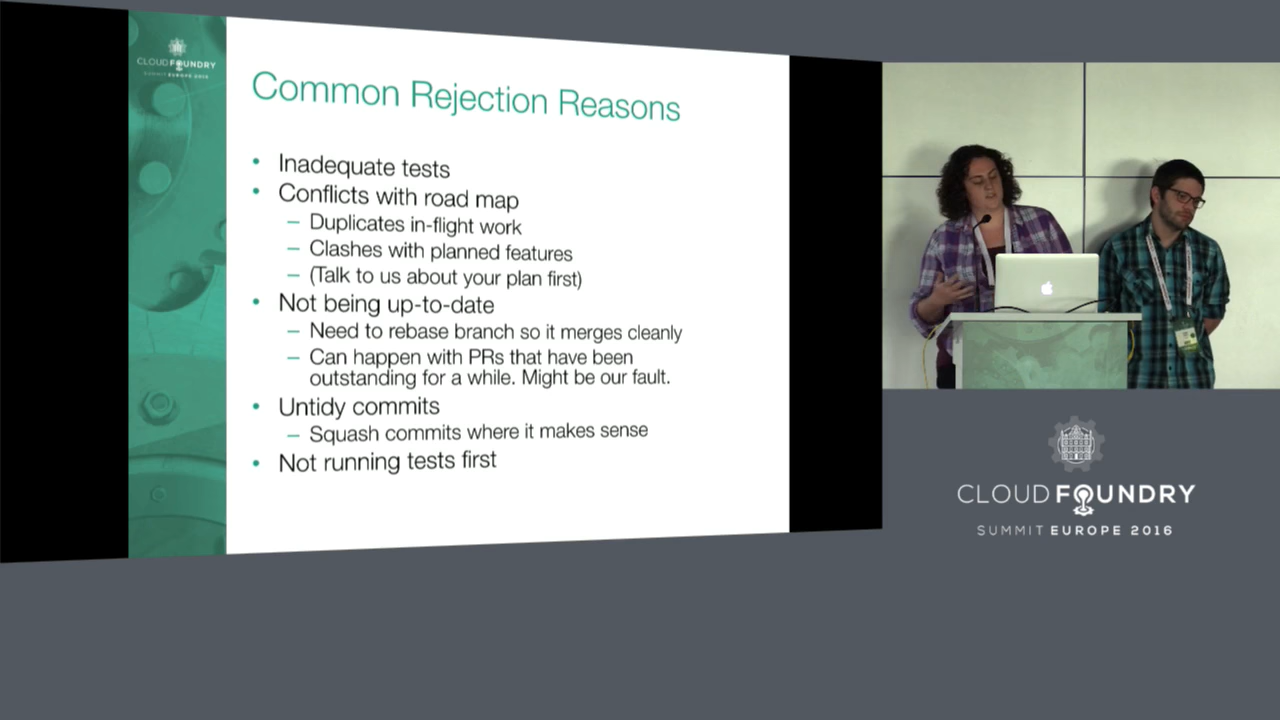 CLOUD FOUNDRY
SUMMIT EUROPE 2016
Common Rejection Reasons
• Inadequate tests
• Conflicts with road map
– Duplicates in-flight work
– Clashes with planned features
– (Talk to us about your plan first)
• Not being up-to-date
– Need to rebase branch so it merges cleanly
– Can happen with PRs that have been
outstanding for a while. Might be our fault.
• Untidy commits
– Squash commits where it makes sense
• Not running tests first
CLOUD FOUNDRY
SUMMIT EUROPE 2016